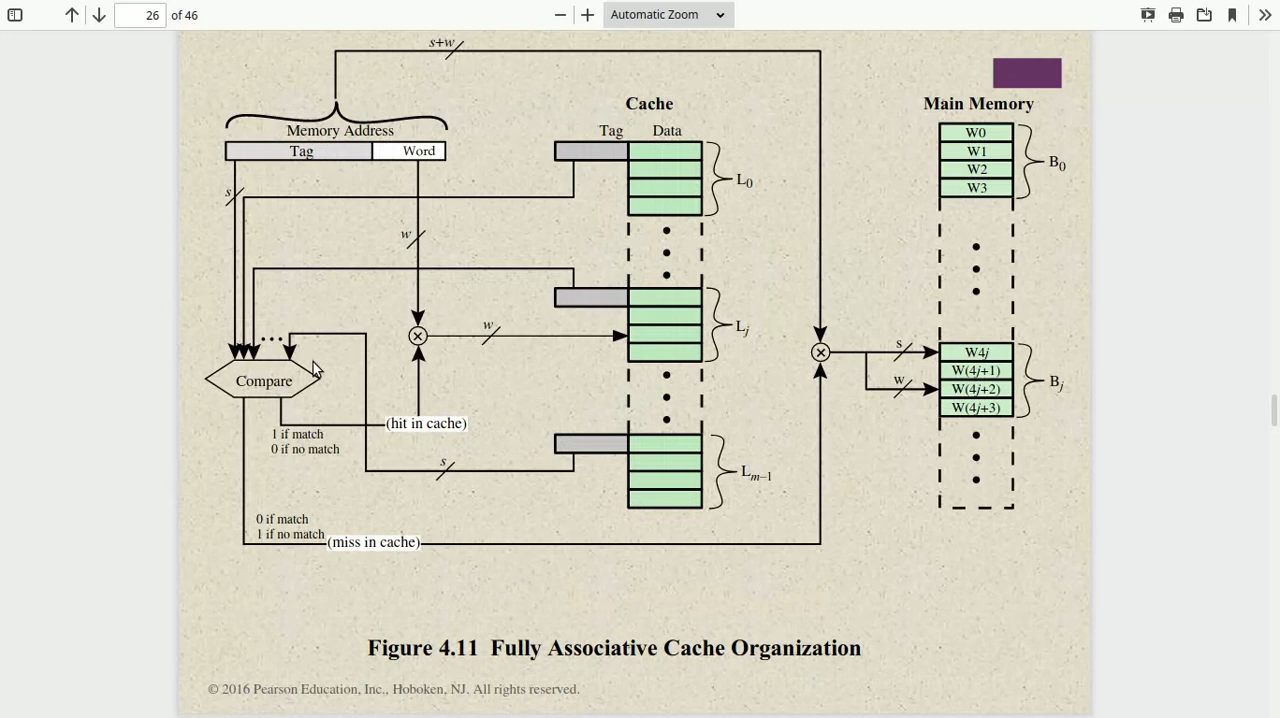 26 of 46
Automatic Zoom
s+w
Cache
Main Memory
Memory Address
Tag Data
Tag Word
W0
W1
W2
W3
B0
L0
s
w
w
Lj
s
w
W4j
W(4j+1)
W(4j+2)
W(4j+3)
Bj
Compare
(hit in cache)
1 if match
0 if no match
s
Lm–1
0 if match
1 if no match
(miss in cache)
Figure 4.11 Fully Associative Cache Organization
© 2016 Pearson Education, Inc., Hoboken, NJ. All rights reserved.